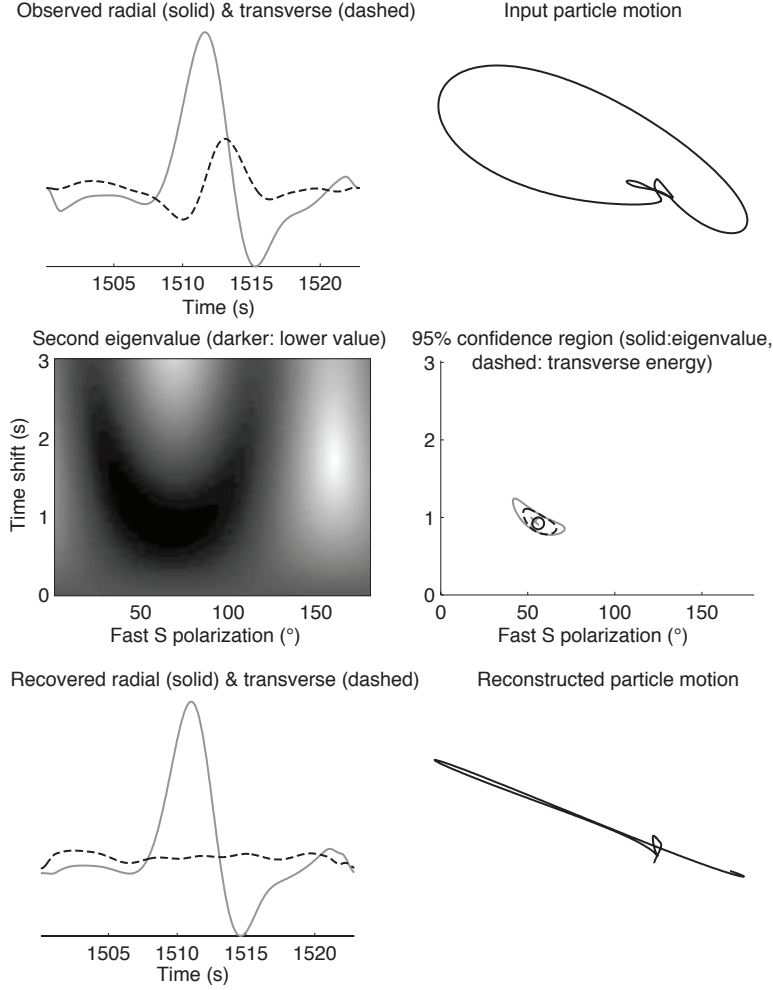 Observed radial (solid) & transverse (dashed)
Input particle motion
1505 1510 1515 1520
Time (s)
Second eigenvalue (darker: lower value)
95% confidence region (solid:eigenvalue,
dashed: transverse energy)
3
2
1
0
Time shift (s)
50 100 150
Fast S polarization (°)
3
2
1
0
0 50 100 150
Fast S polarization (°)
Recovered radial (solid) & transverse (dashed)
Reconstructed particle motion
1505 1510 1515 1520
Time (s)